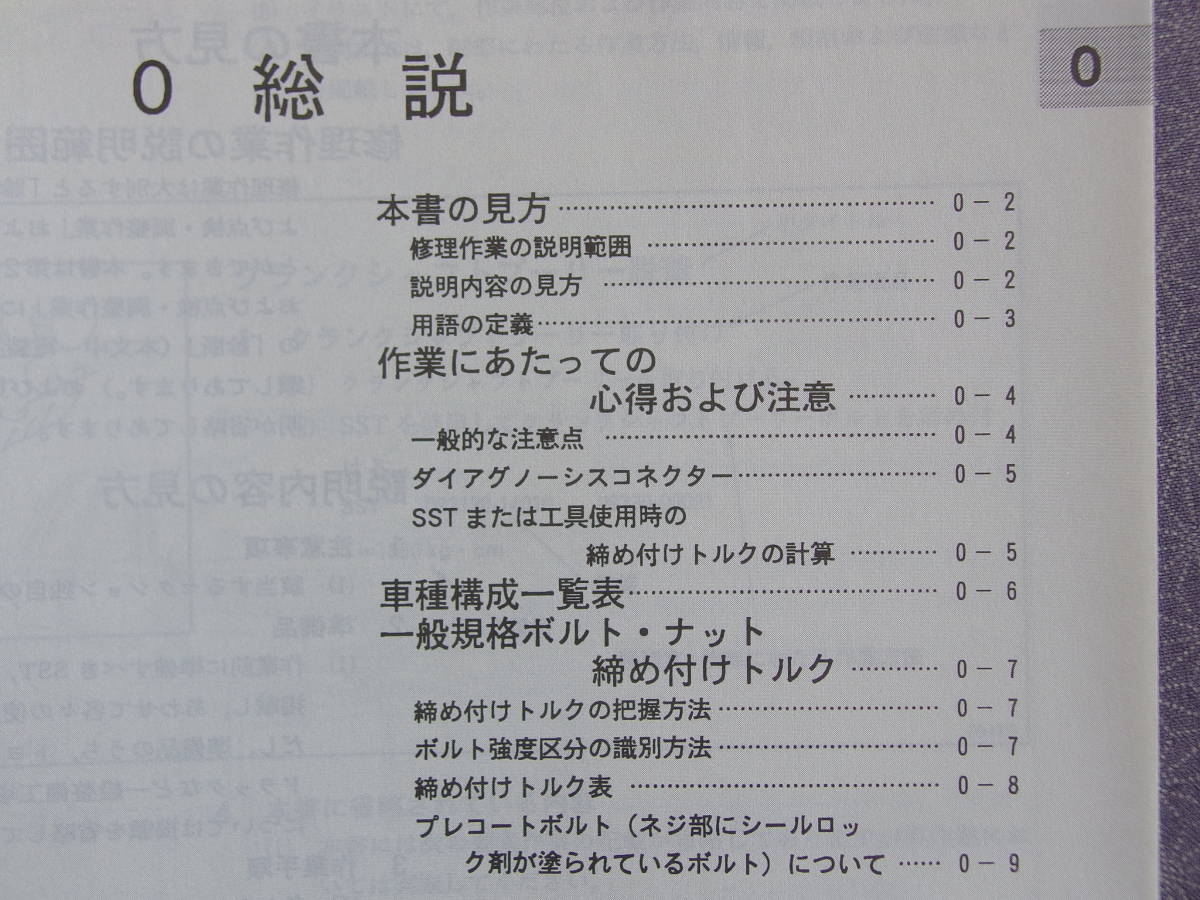 0 総 説
0
本書の見方 …… 0－2
修理作業の説明範囲 …… 0－2
説明内容の見方 …… 0－2
用語の定義 …… 0－3
作業にあたっての
心得および注意 …… 0－4
一般的な注意点 …… 0－4
ダイアグノーシスコネクター …… 0－5
SST または工具使用時の
締め付けトルクの計算 …… 0－5
車種構成一覧表 …… 0－6
一般規格ボルト・ナット
締め付けトルク …… 0－7
締め付けトルクの把握方法 …… 0－7
ボルト強度区分の識別方法 …… 0－7
締め付けトルク表 …… 0－8
プレコートボルト（ネジ部にシールロッ
ク剤が塗られているボルト）について …… 0－9